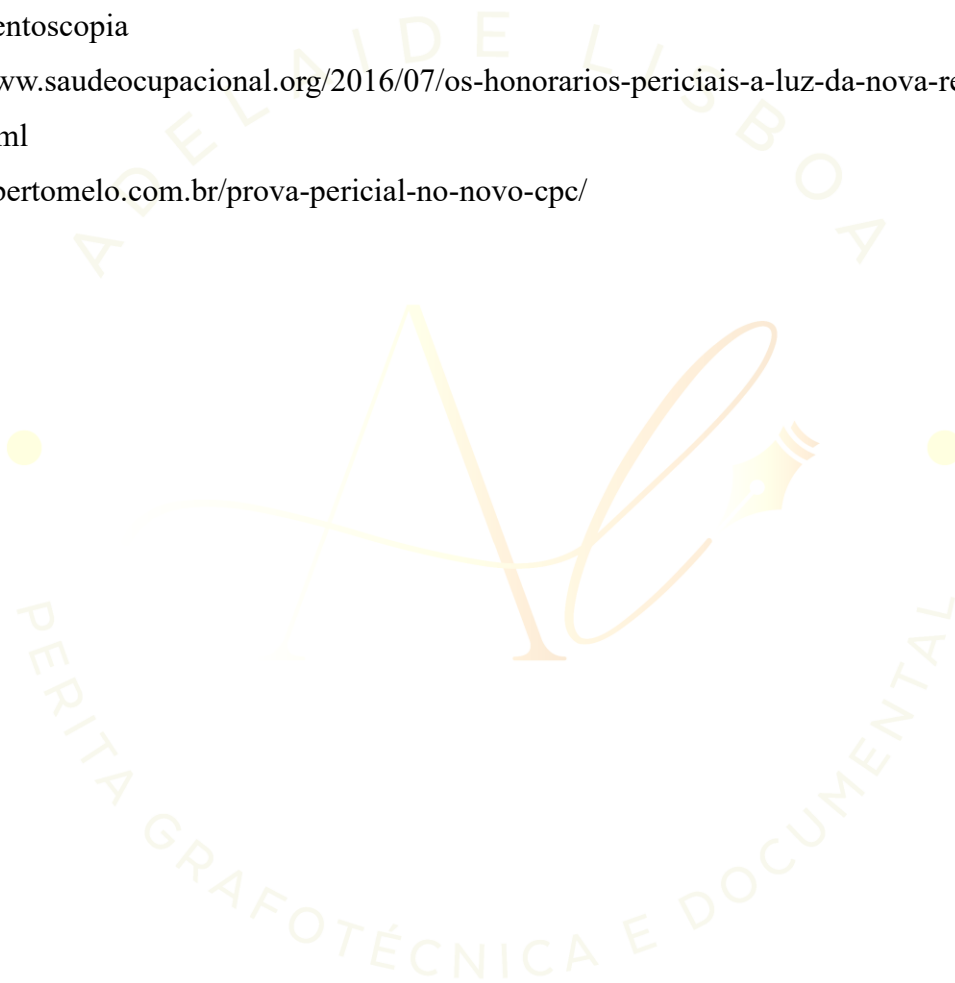 entoscopia
ww.saudeocupacional.org/2016/07/os-honorarios-periciais-a-luz-da-nova-re
ml
pertomelo.com.br/prova-pericial-no-novo-cpc/
ADELAIDE LISBOA
Al
PERITA GRAFOTÉCNICA E DOCUMENTAL